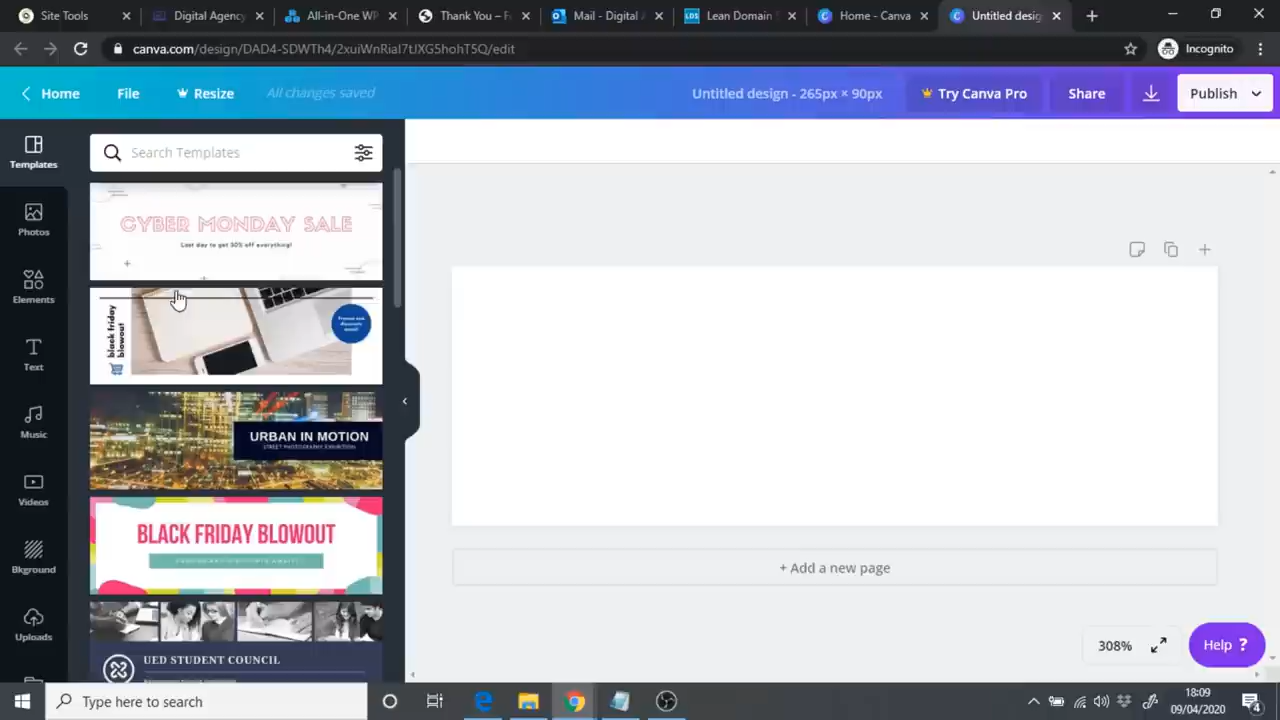 Site Tools
Digital Agency
All-in-One WP
Thank You – F
Mail - Digital A
Lean Domain S
Home - Canva
Untitled desig
canva.com/design/DAD4-SDWTh4/2xuiWnRiaI7tJXG5hohT5Q/edit
Incognito
Home
File
Resize
All changes saved
Untitled design - 265px × 90px
Try Canva Pro
Share
Publish
Templates
Photos
Elements
Text
Music
Videos
Bkground
Uploads
Search Templates
CYBER MONDAY SALE
Last day to get 50% off everything!
black friday
blowout
URBAN IN MOTION
STREET PHOTOGRAPHY EXHIBITION
BLACK FRIDAY BLOWOUT
UED STUDENT COUNCIL
+ Add a new page
308%
Help ?
Type here to search
18:09
09/04/2020
4